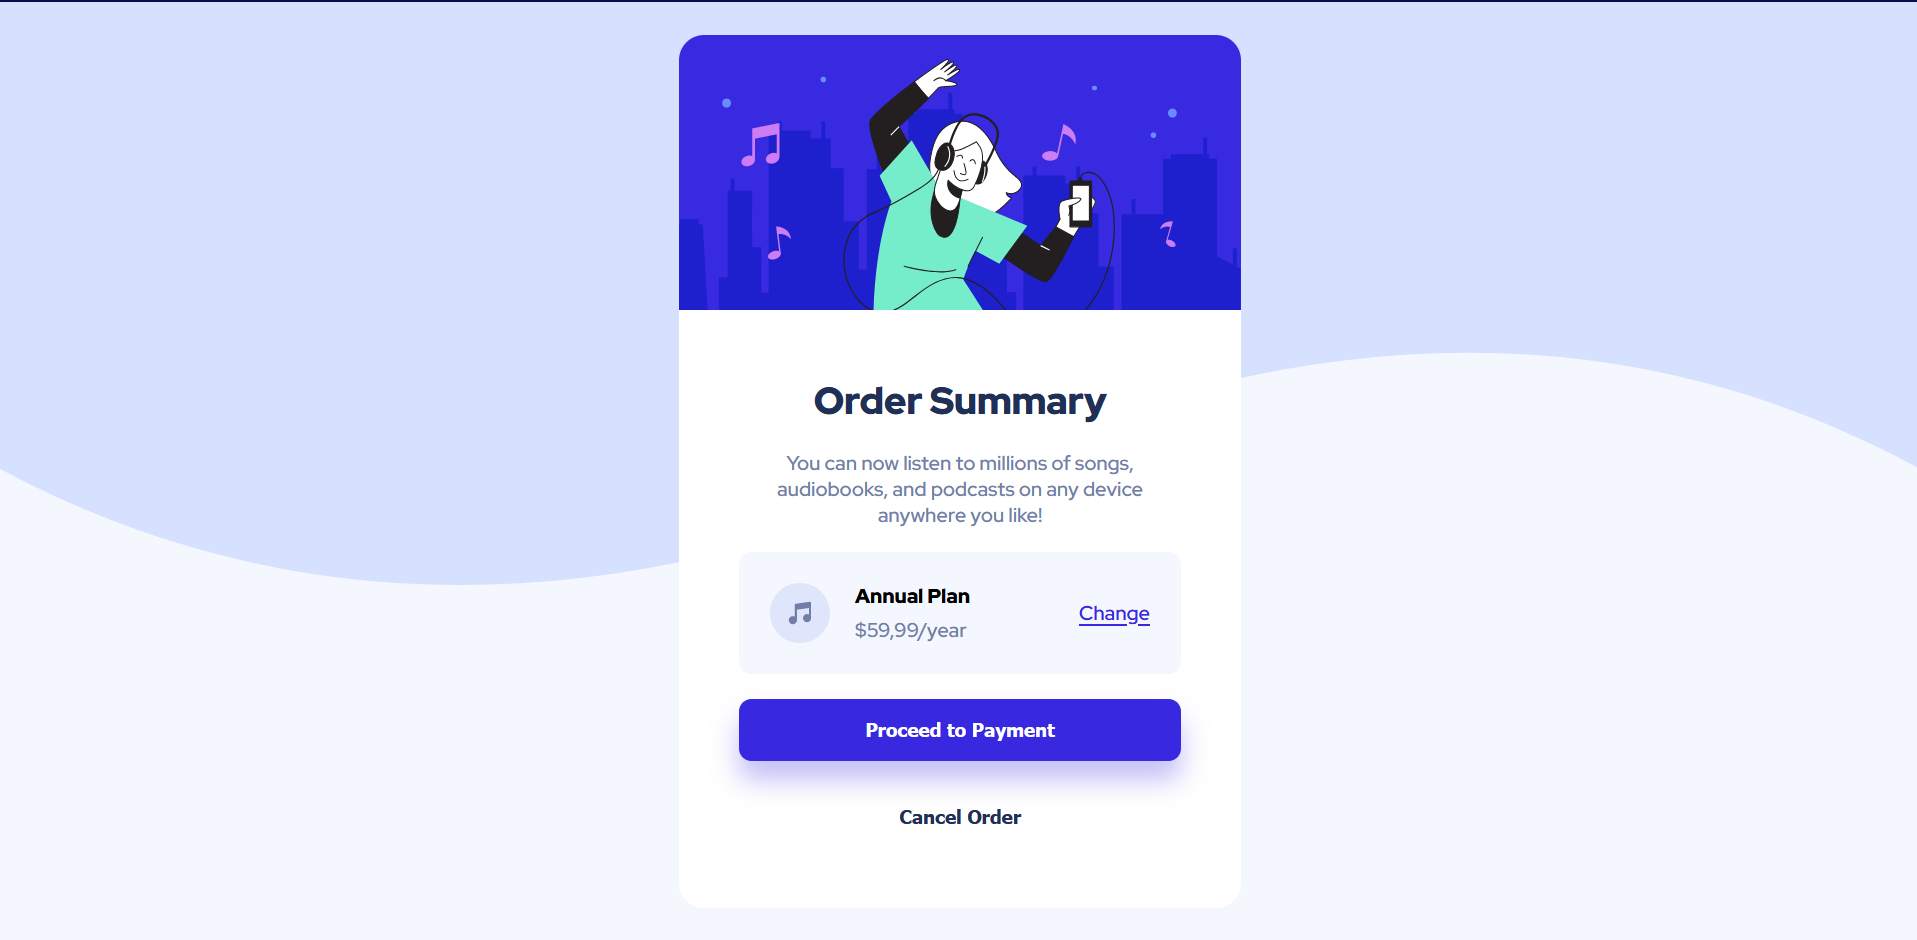 Order Summary
You can now listen to millions of songs,
audiobooks, and podcasts on any device
anywhere you like!
Annual Plan
$59,99/year
Change
Proceed to Payment
Cancel Order